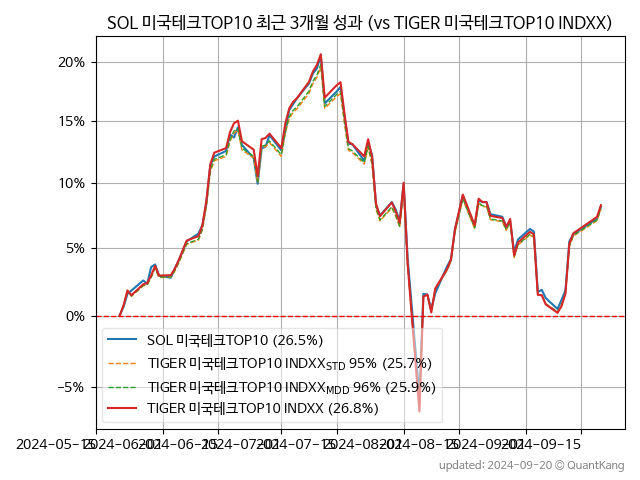 SOL 미국테크TOP10 최근 3개월 성과 (vs TIGER 미국테크TOP10 INDXX)
20%
15%
10%
5%
0%
−5%
SOL 미국테크TOP10 (26.5%)
TIGER 미국테크TOP10 INDXX_STD 95% (25.7%)
TIGER 미국테크TOP10 INDXX_MDD 96% (25.9%)
TIGER 미국테크TOP10 INDXX (26.8%)
2024-05-15 2024-06-01 2024-06-15 2024-07-01 2024-07-15 2024-08-01 2024-08-15 2024-09-01 2024-09-15
updated: 2024-09-20 © QuantKang